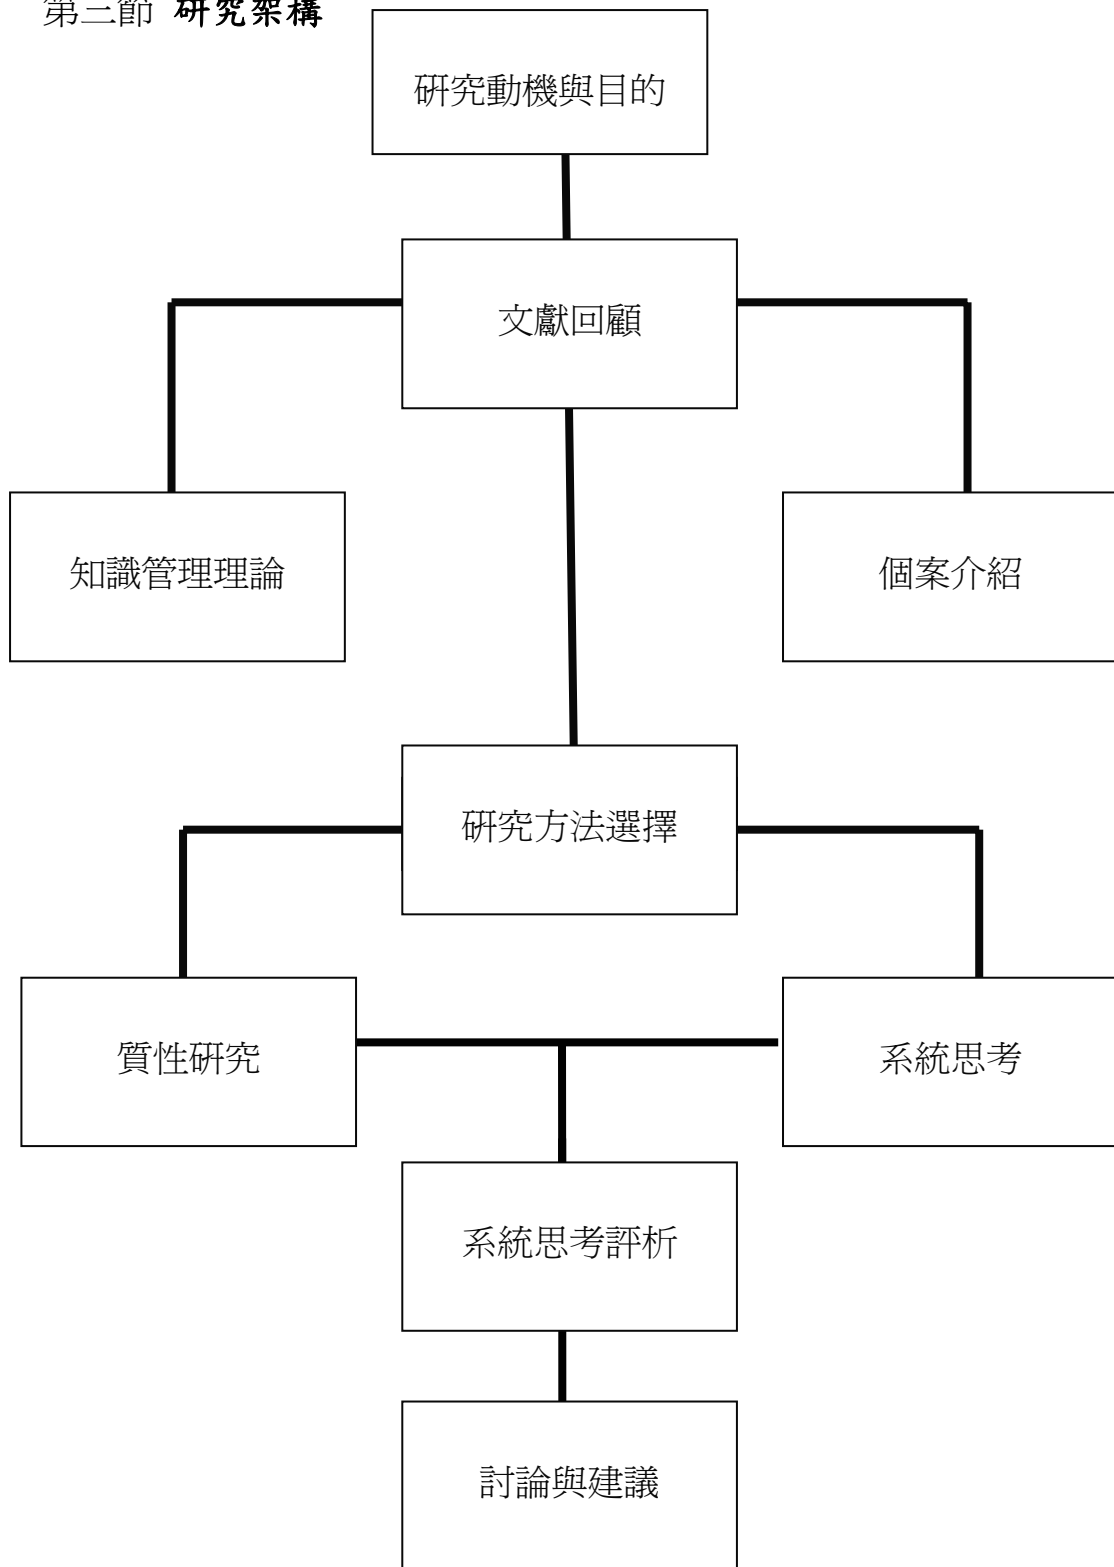 第三節 研究架構
研究動機與目的
文獻回顧
知識管理理論
個案介紹
研究方法選擇
質性研究
系統思考
系統思考評析
討論與建議